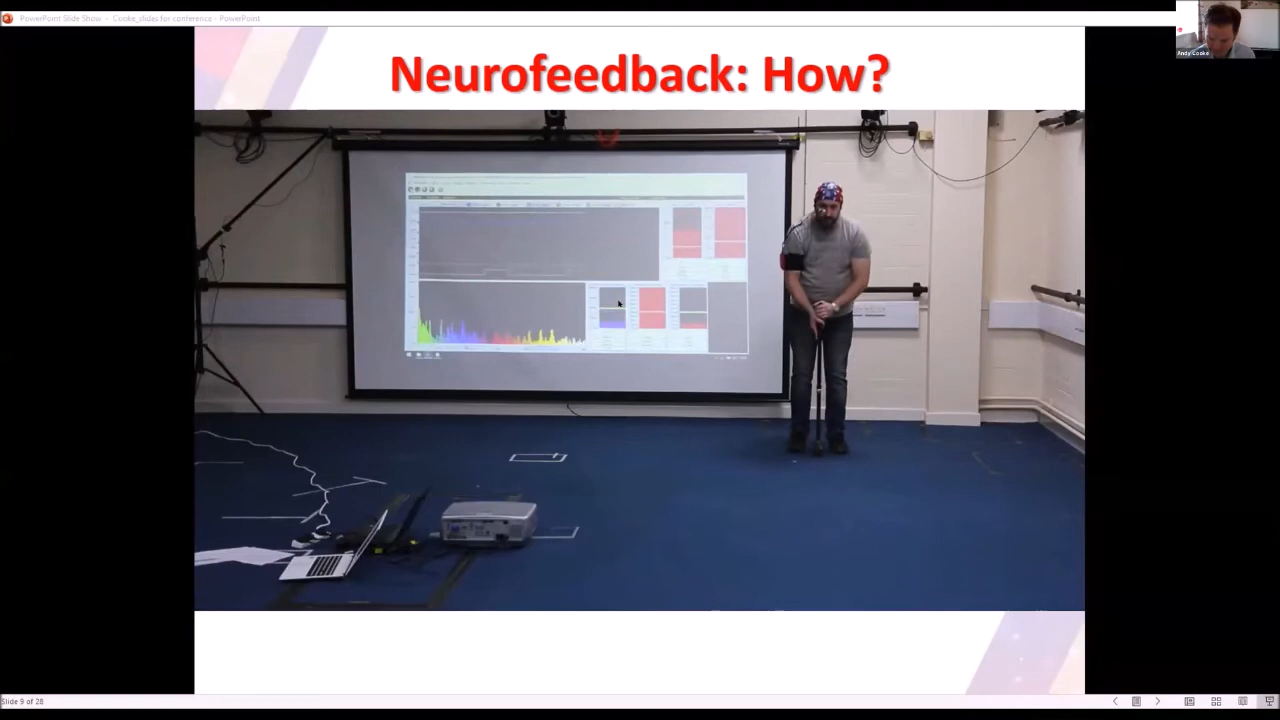 PowerPoint Slide Show - Cooke_slides for conference - PowerPoint
Andy Cooke
Neurofeedback: How?
Slide 9 of 28